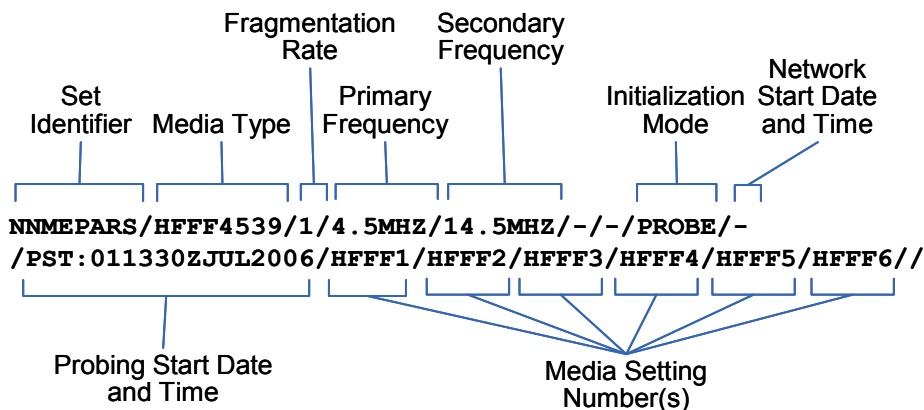 Fragmentation
Rate
Secondary
Frequency
Set
Identifier
Media Type
Primary
Frequency
Initialization
Mode
Network
Start Date
and Time
NNMEPARS/HFFF4539/1/4.5MHZ/14.5MHZ/-/-/PROBE/-
/PST:011330ZJUL2006/HFFF1/HFFF2/HFFF3/HFFF4/HFFF5/HFFF6//
Probing Start Date
and Time
Media Setting
Number(s)